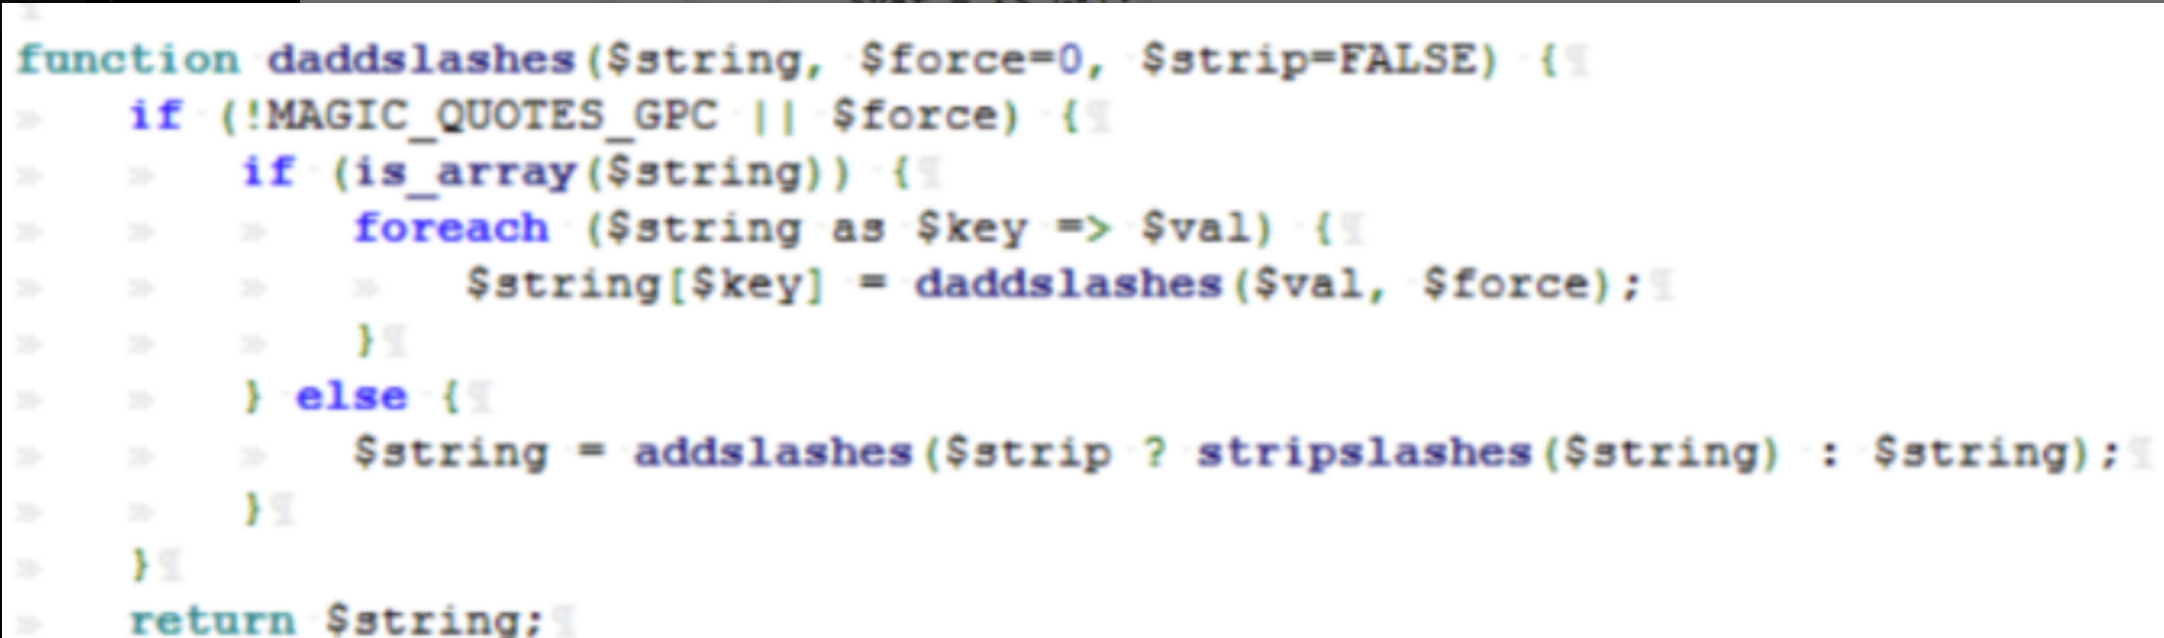 function daddslashes($string, $force=0, $strip=FALSE) {
if (!MAGIC_QUOTES_GPC || $force) {
if (is_array($string)) {
foreach ($string as $key => $val) {
$string[$key] = daddslashes($val, $force);
}
} else {
$string = addslashes($strip ? stripslashes($string) : $string);
}
}
return $string;